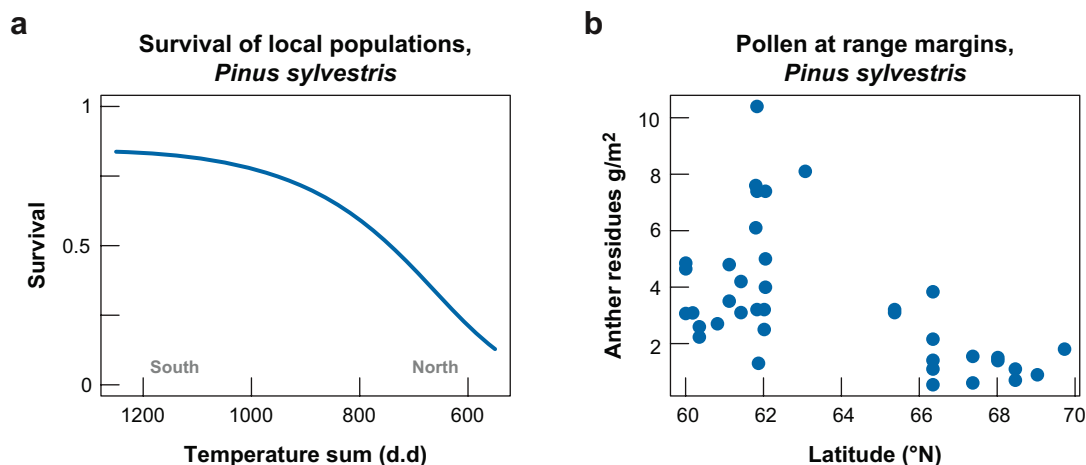 a
Survival of local populations,
Pinus sylvestris
1
0.5
0
Survival
South
North
1200 1000 800 600
Temperature sum (d.d)
b
Pollen at range margins,
Pinus sylvestris
10
8
6
4
2
Anther residues g/m²
60 62 64 66 68 70
Latitude (°N)